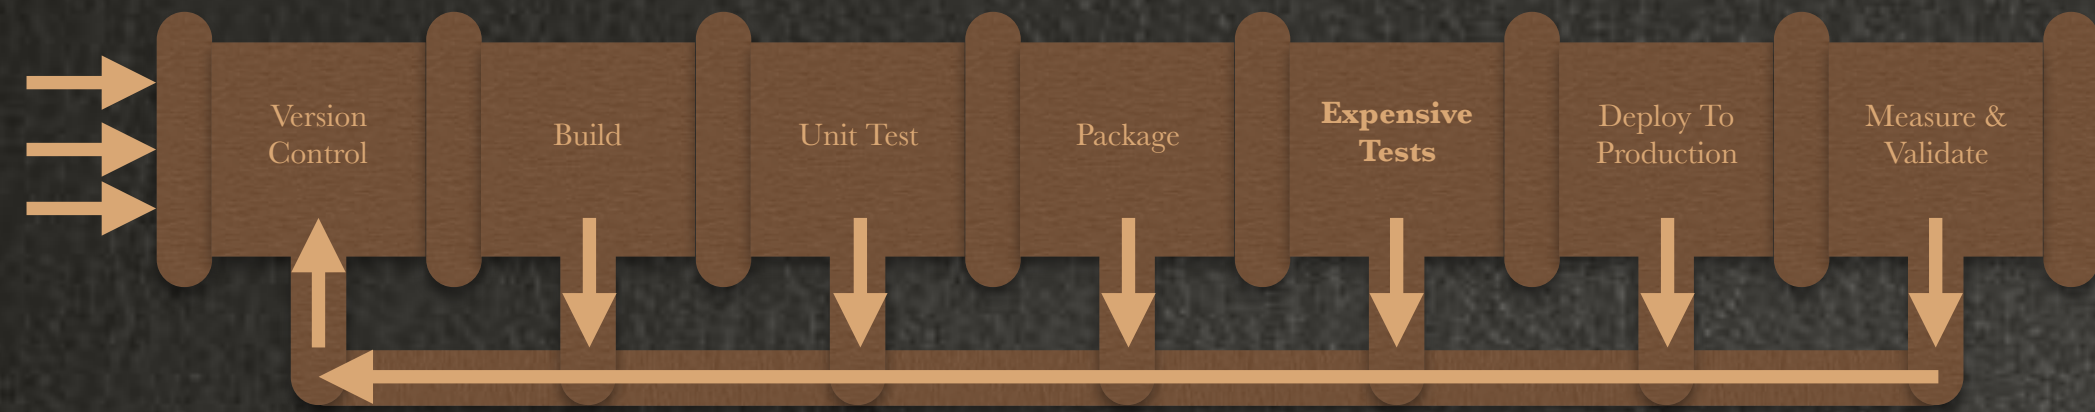 Version
Control
Build
Unit Test
Package
Expensive
Tests
Deploy To
Production
Measure &
Validate